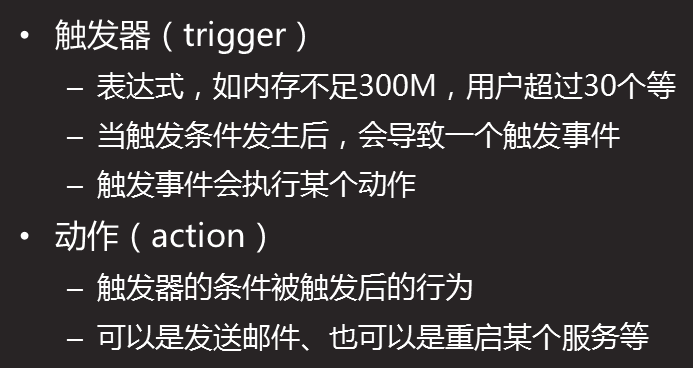 • 触发器（trigger）
– 表达式，如内存不足300M，用户超过30个等
– 当触发条件发生后，会导致一个触发事件
– 触发事件会执行某个动作
• 动作（action）
– 触发器的条件被触发后的行为
– 可以是发送邮件、也可以是重启某个服务等